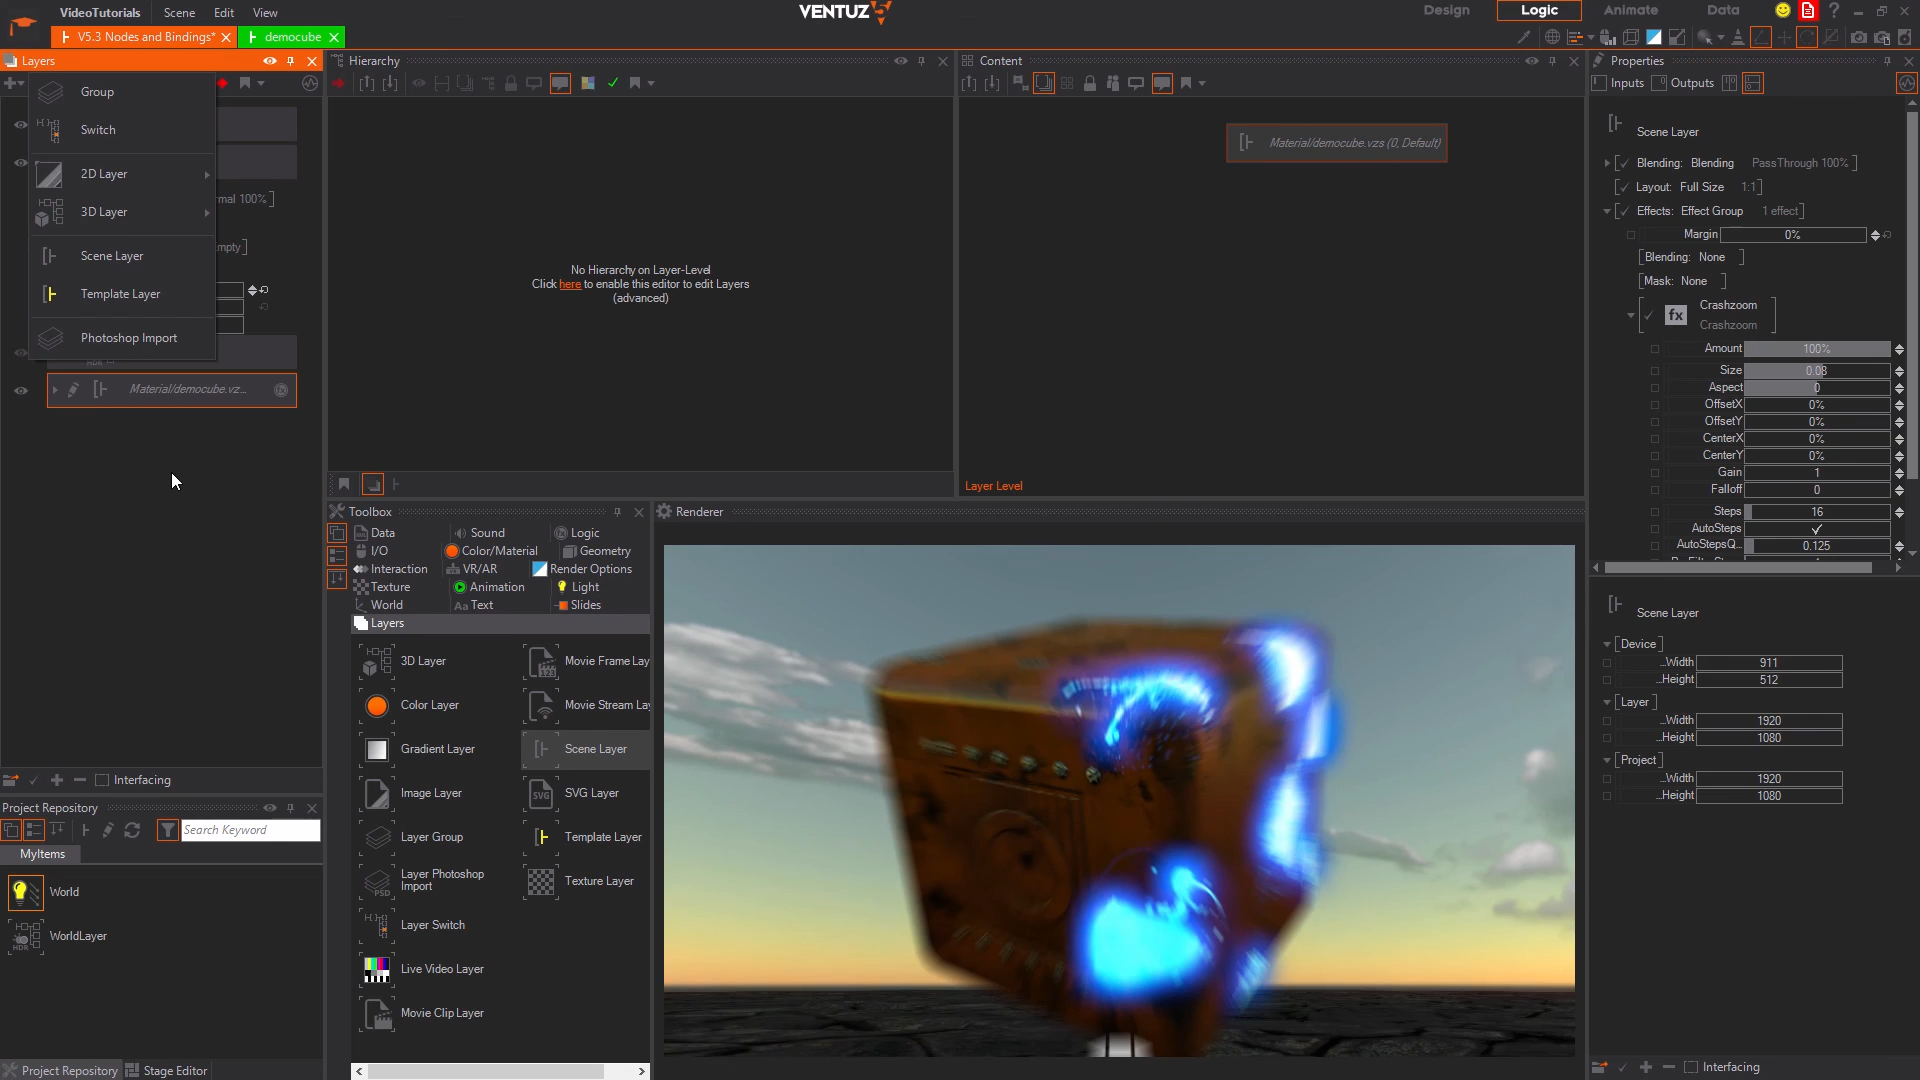 VideoTutorials Scene Edit View
VENTUZ 5
Design Logic Animate Data
V5.3 Nodes and Bindings* democube
Layers
Group
Switch
2D Layer
3D Layer
Scene Layer
Template Layer
Photoshop Import
rmal 100%
mpty
Material/democube.vz...
Interfacing
Project Repository
Search Keyword
MyItems
World
WorldLayer
HDR
Project Repository Stage Editor
Hierarchy
No Hierarchy on Layer-Level
Click here to enable this editor to edit Layers
(advanced)
Content
Material/democube.vzs (0, Default)
Layer Level
Toolbox
Data Sound Logic
I/O Color/Material Geometry
Interaction VR/AR Render Options
Texture Animation Light
World Text Slides
Layers
3D Layer Movie Frame Lay
Color Layer Movie Stream Lay
Gradient Layer Scene Layer
Image Layer SVG Layer
Layer Group Template Layer
Layer Photoshop Import Texture Layer
Layer Switch
Live Video Layer
Movie Clip Layer
Renderer
Properties
Inputs Outputs
Scene Layer
Blending: Blending PassThrough 100%
Layout: Full Size 1:1
Effects: Effect Group 1 effect
Margin 0%
Blending: None
Mask: None
fx Crashzoom
Crashzoom
Amount 100%
Size 0.08
Aspect 0
OffsetX 0%
OffsetY 0%
CenterX 0%
CenterY 0%
Gain 1
Falloff 0
Steps 16
AutoSteps
AutoStepsQ... 0.125
Scene Layer
Device
...Width 911
...Height 512
Layer
...Width 1920
...Height 1080
Project
...Width 1920
...Height 1080
Interfacing